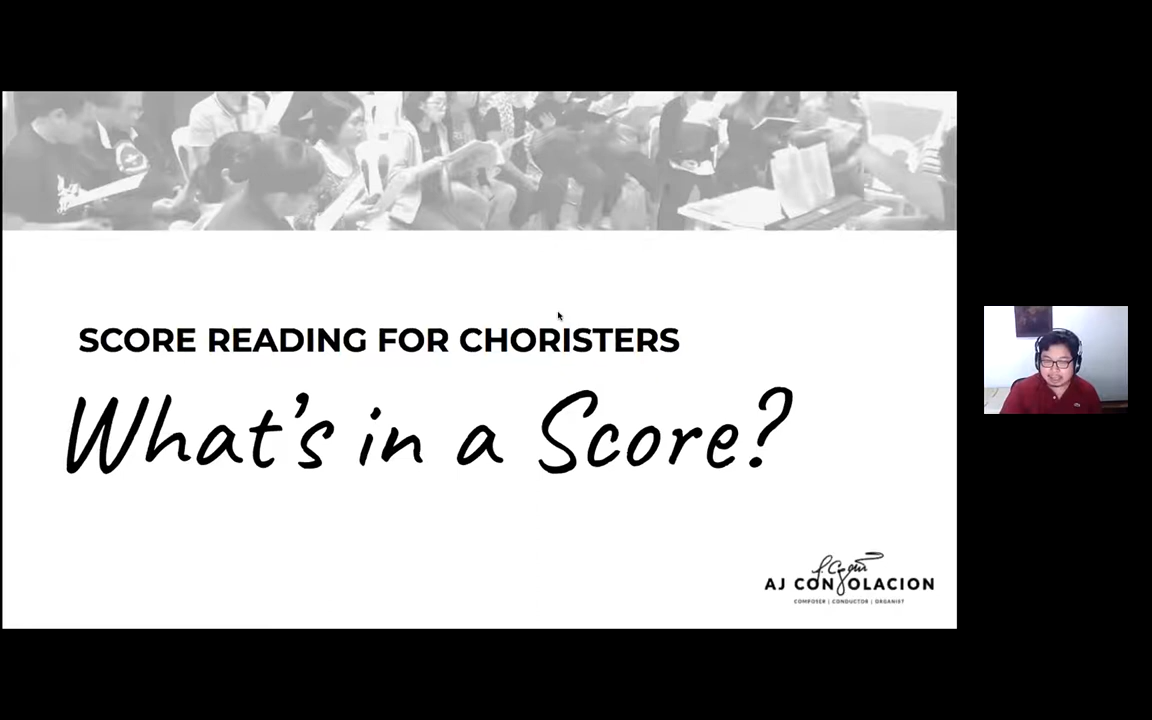 SCORE READING FOR CHORISTERS
What's in a Score?
AJ CONSOLACION
COMPOSER | CONDUCTOR | ORGANIST